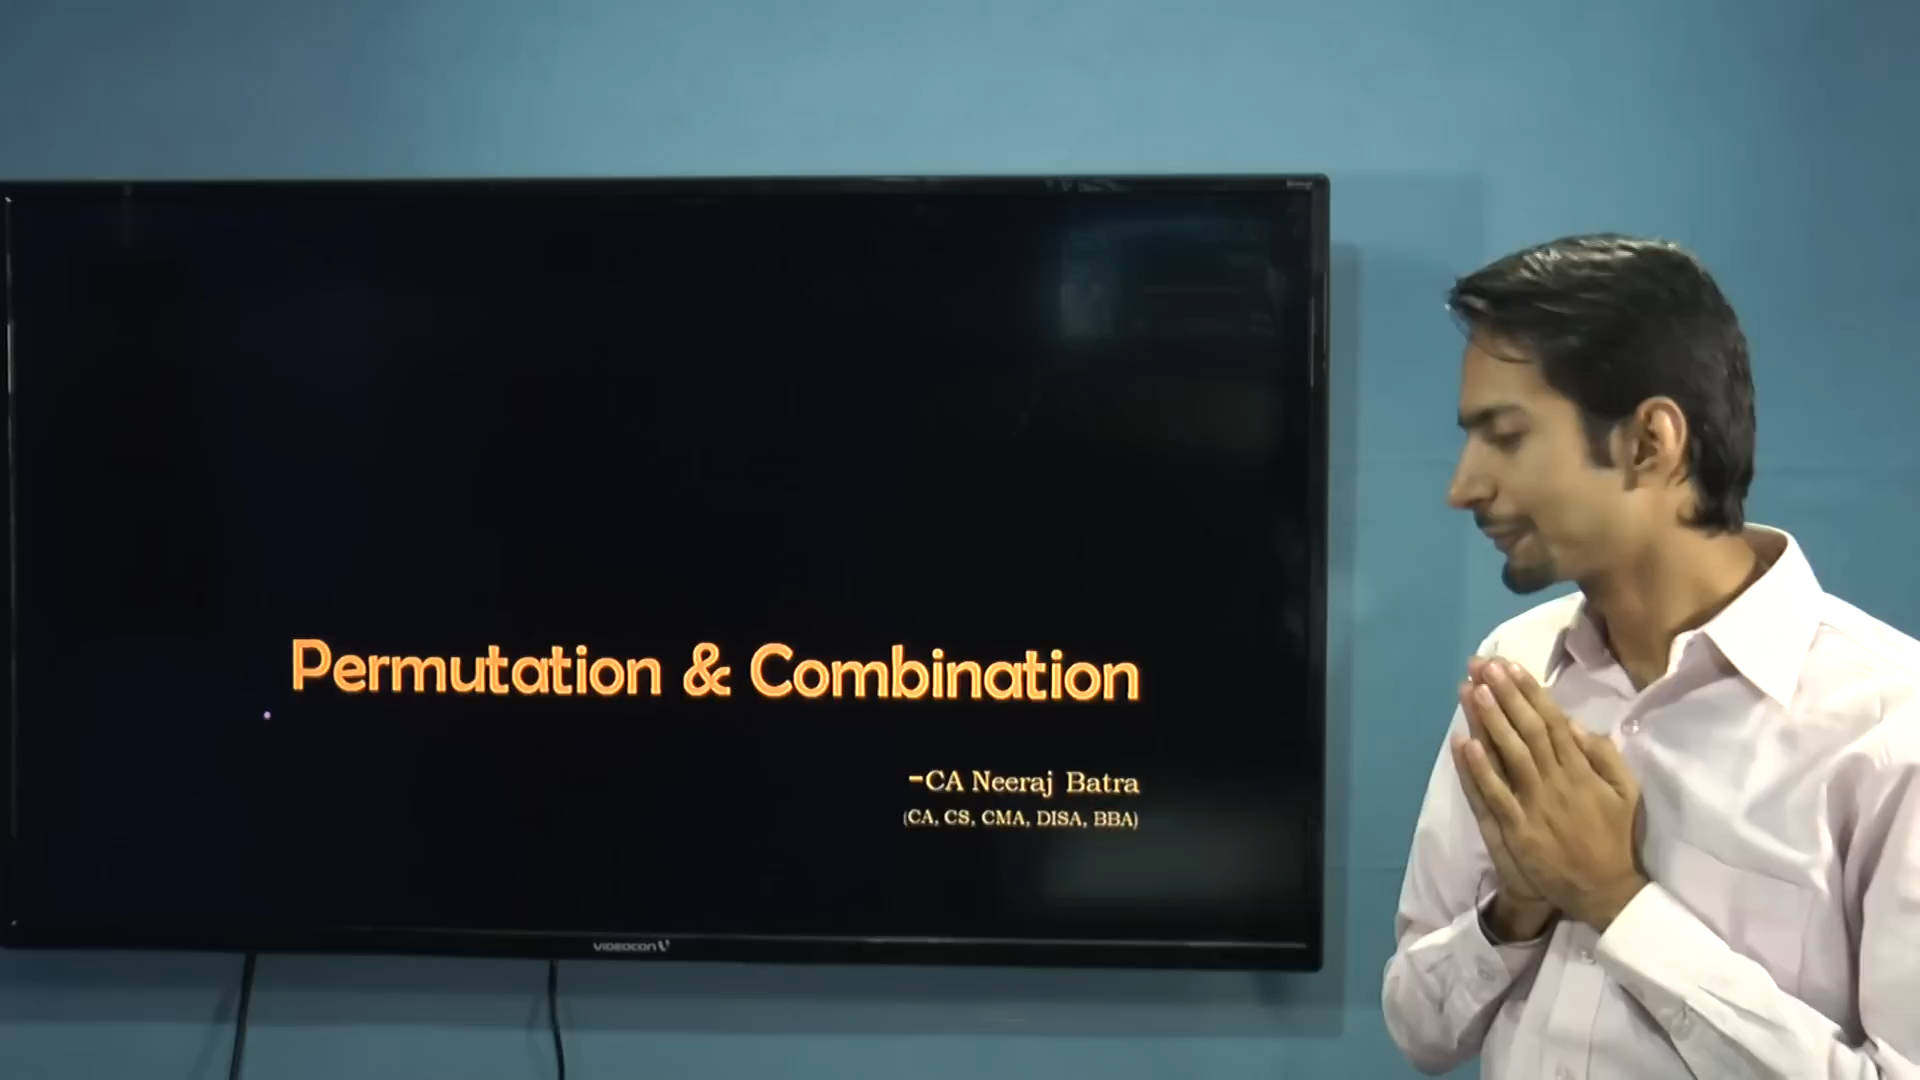 Permutation & Combination
-CA Neeraj Batra
(CA, CS, CMA, DISA, BBA)
VIDEOCON